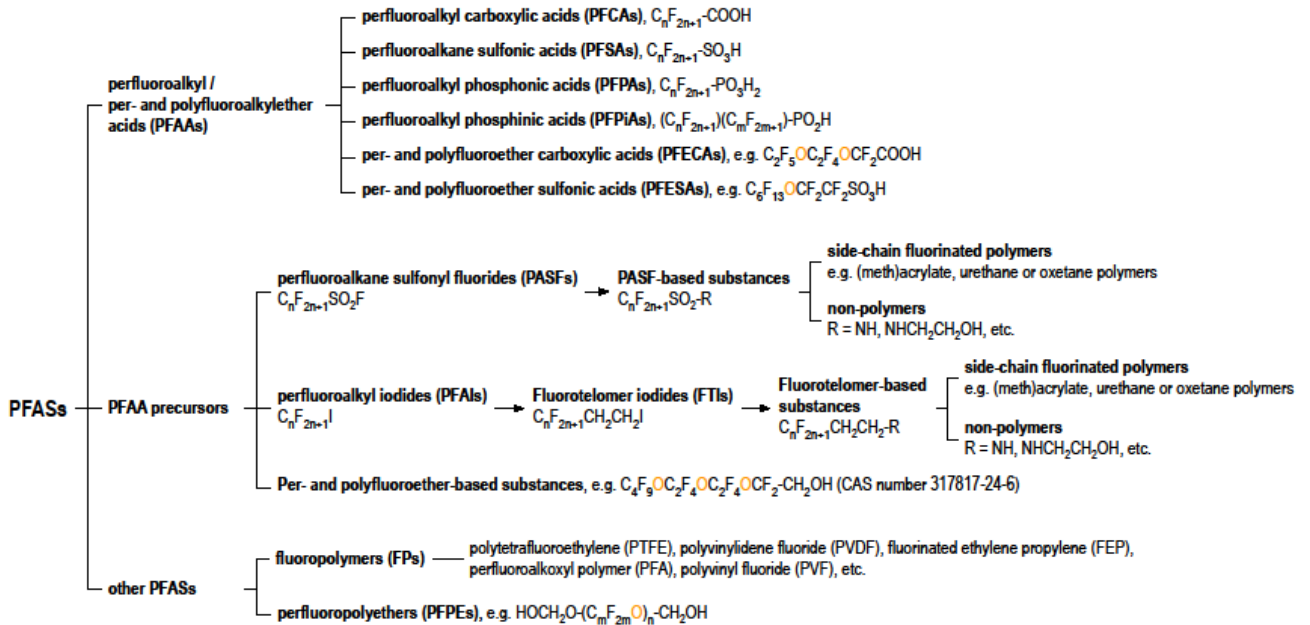 perfluoroalkyl carboxylic acids (PFCAs), CₙF₂ₙ₊₁-COOH
perfluoroalkane sulfonic acids (PFSAs), CₙF₂ₙ₊₁-SO₃H
perfluoroalkyl /
per- and polyfluoroalkylether
acids (PFAAs)
perfluoroalkyl phosphonic acids (PFPAs), CₙF₂ₙ₊₁-PO₃H₂
perfluoroalkyl phosphinic acids (PFPiAs), (CₙF₂ₙ₊₁)(CₘF₂ₘ₊₁)-PO₂H
per- and polyfluoroether carboxylic acids (PFECAs), e.g. C₂F₅OC₂F₄OCF₂COOH
per- and polyfluoroether sulfonic acids (PFESAs), e.g. C₆F₁₃OCF₂CF₂SO₃H
PFASs
PFAA precursors
perfluoroalkane sulfonyl fluorides (PASFs)
CₙF₂ₙ₊₁SO₂F
PASF-based substances
CₙF₂ₙ₊₁SO₂-R
side-chain fluorinated polymers
e.g. (meth)acrylate, urethane or oxetane polymers
non-polymers
R = NH, NHCH₂CH₂OH, etc.
perfluoroalkyl iodides (PFAIs)
CₙF₂ₙ₊₁I
Fluorotelomer iodides (FTIs)
CₙF₂ₙ₊₁CH₂CH₂I
Fluorotelomer-based
substances
CₙF₂ₙ₊₁CH₂CH₂-R
side-chain fluorinated polymers
e.g. (meth)acrylate, urethane or oxetane polymers
non-polymers
R = NH, NHCH₂CH₂OH, etc.
Per- and polyfluoroether-based substances, e.g. C₄F₉OC₂F₄OC₂F₄OCF₂-CH₂OH (CAS number 317817-24-6)
other PFASs
fluoropolymers (FPs)
polytetrafluoroethylene (PTFE), polyvinylidene fluoride (PVDF), fluorinated ethylene propylene (FEP),
perfluoroalkoxyl polymer (PFA), polyvinyl fluoride (PVF), etc.
perfluoropolyethers (PFPEs), e.g. HOCH₂O-(CₘF₂ₘO)ₙ-CH₂OH